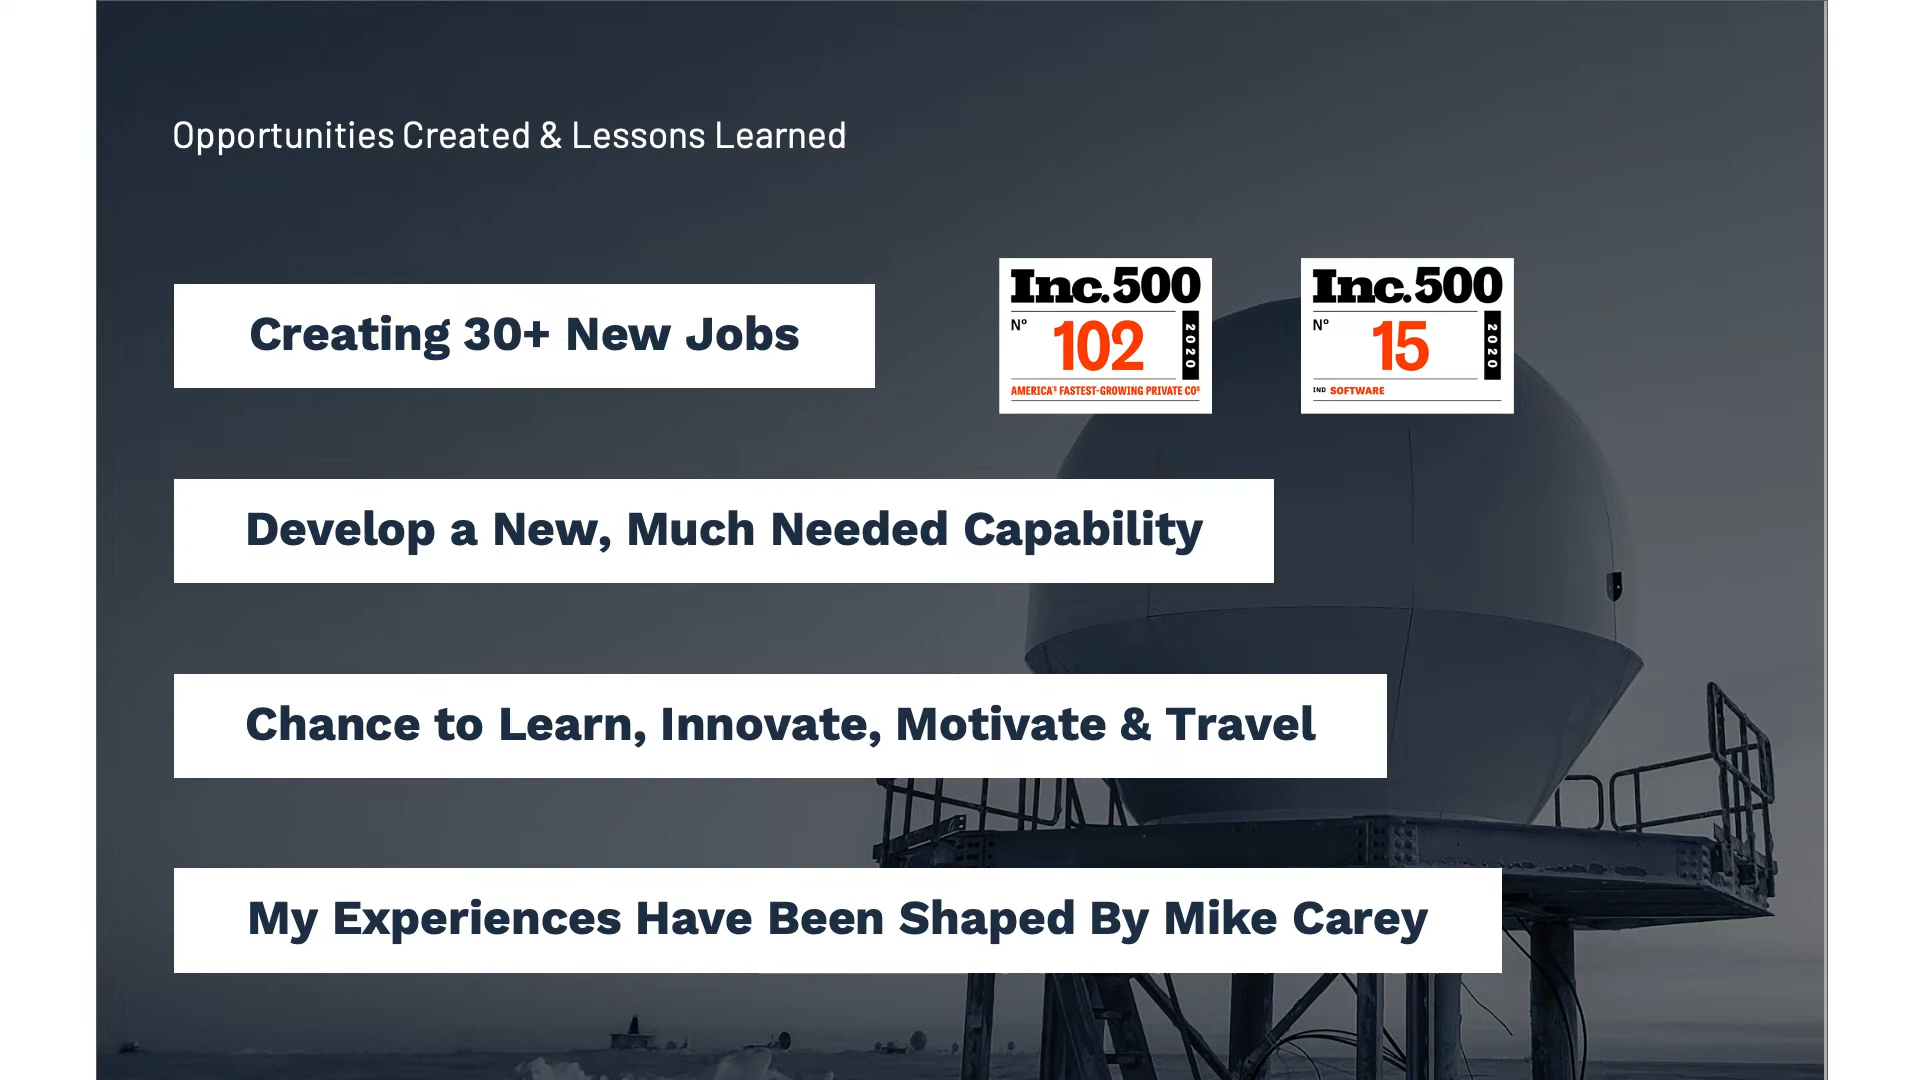 Opportunities Created & Lessons Learned
Creating 30+ New Jobs
Inc.500
Nº 102 2020
AMERICA'S FASTEST-GROWING PRIVATE COS
Inc.500
Nº 15 2020
IND SOFTWARE
Develop a New, Much Needed Capability
Chance to Learn, Innovate, Motivate & Travel
My Experiences Have Been Shaped By Mike Carey